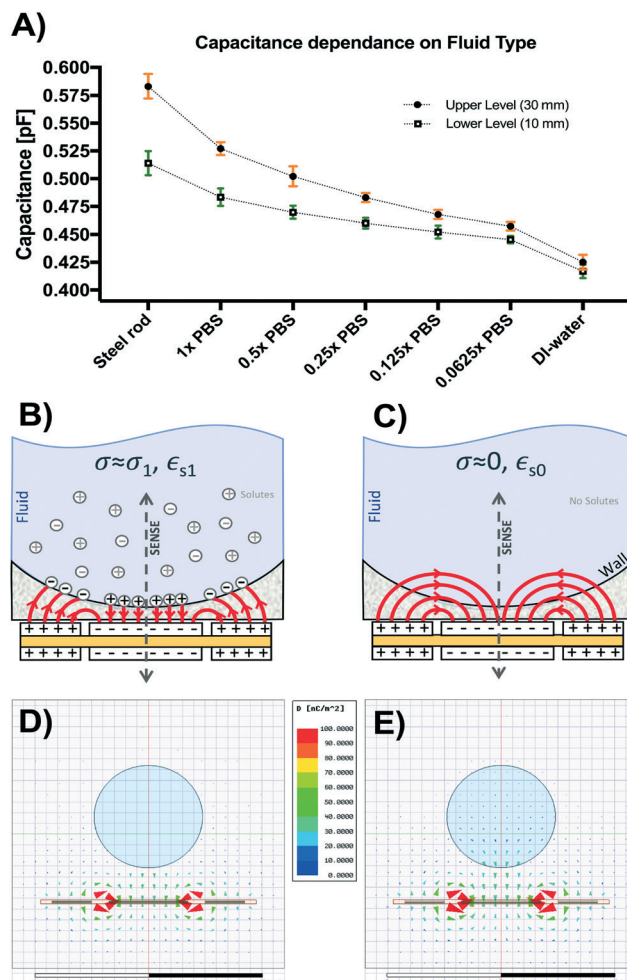 A)
Capacitance dependance on Fluid Type
Capacitance [pF]
0.600
0.575
0.550
0.525
0.500
0.475
0.450
0.425
0.400
Upper Level (30 mm)
Lower Level (10 mm)
Steel rod
1x PBS
0.5x PBS
0.25x PBS
0.125x PBS
0.0625x PBS
DI-water
B)
σ≈σ₁, ϵₛ₁
Fluid
Solutes
SENSE
+ + + +
- - - - - -
+ + + +
+ + + +
- - - - - -
+ + + +
C)
σ≈0, ϵₛ₀
Fluid
No Solutes
SENSE
Wall
+ + + +
- - - - - -
+ + + +
+ + + +
- - - - - -
+ + + +
D)
D [nC/m^2]
100.0000
90.0000
80.0000
70.0000
60.0000
50.0000
40.0000
30.0000
20.0000
10.0000
0.0000
E)